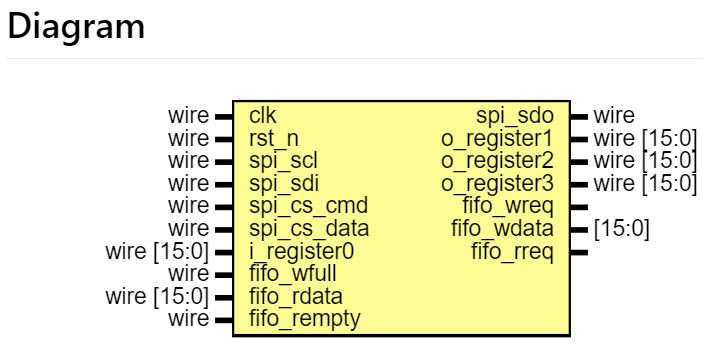 Diagram
wire clk spi_sdo wire
wire rst_n o_register1 wire [15:0]
wire spi_scl o_register2 wire [15:0]
wire spi_sdi o_register3 wire [15:0]
wire spi_cs_cmd fifo_wreq
wire spi_cs_data fifo_wdata [15:0]
wire [15:0] i_register0 fifo_rreq
wire fifo_wfull
wire [15:0] fifo_rdata
wire fifo_rempty